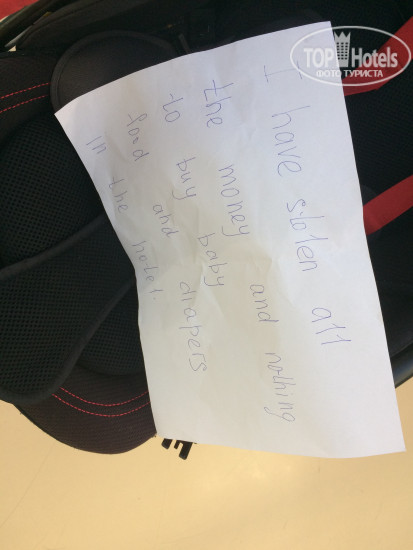 TOP Hotels
ФОТО ТУРИСТА
I have stolen all
the money and nothing
to buy baby diapers
food and
in the hotel.